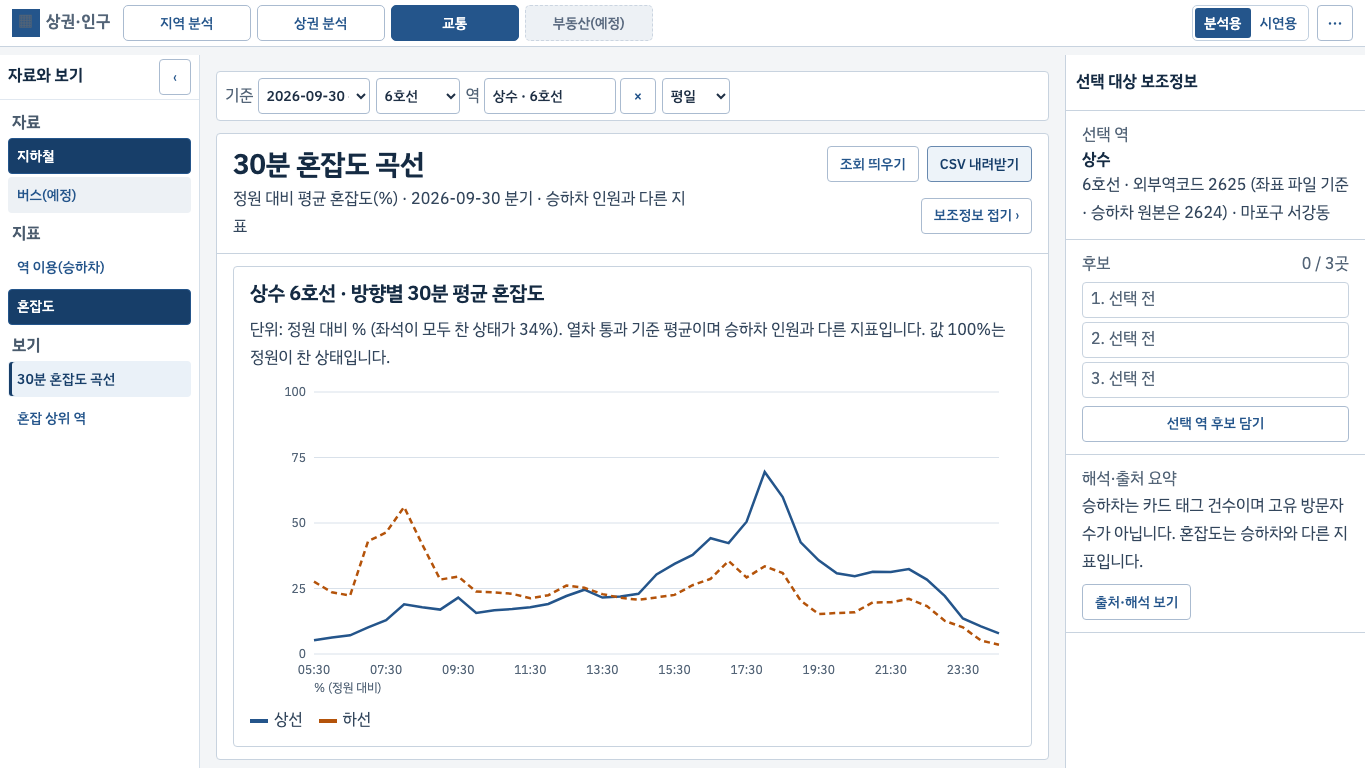 상권·인구
지역 분석
상권 분석
교통
부동산(예정)
분석용
시연용
···
자료와 보기
‹
자료
지하철
버스(예정)
지표
역 이용(승하차)
혼잡도
보기
30분 혼잡도 곡선
혼잡 상위 역
기준
2026-09-30
6호선
역
상수 · 6호선
×
평일
30분 혼잡도 곡선
정원 대비 평균 혼잡도(%) · 2026-09-30 분기 · 승하차 인원과 다른 지
표
조회 띄우기
CSV 내려받기
보조정보 접기 ›
상수 6호선 · 방향별 30분 평균 혼잡도
단위: 정원 대비 % (좌석이 모두 찬 상태가 34%). 열차 통과 기준 평균이며 승하차 인원과 다른 지표입니다. 값 100%는
정원이 찬 상태입니다.
100
75
50
25
0
05:30
07:30
09:30
11:30
13:30
15:30
17:30
19:30
21:30
23:30
% (정원 대비)
상선
하선
선택 대상 보조정보
선택 역
상수
6호선 · 외부역코드 2625 (좌표 파일 기준
· 승하차 원본은 2624) · 마포구 서강동
후보
0 / 3곳
1. 선택 전
2. 선택 전
3. 선택 전
선택 역 후보 담기
해석·출처 요약
승하차는 카드 태그 건수이며 고유 방문자
수가 아닙니다. 혼잡도는 승하차와 다른 지
표입니다.
출처·해석 보기